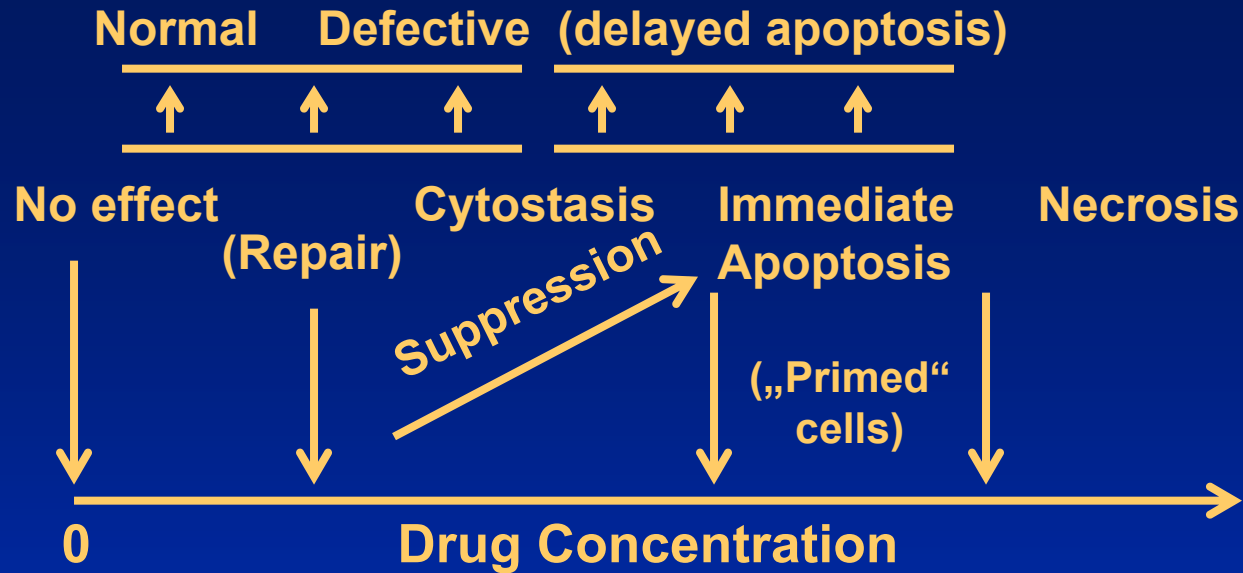 Normal Defective (delayed apoptosis)
No effect
(Repair)
Cytostasis
Immediate
Apoptosis
Necrosis
Suppression
(„Primed“
cells)
0
Drug Concentration